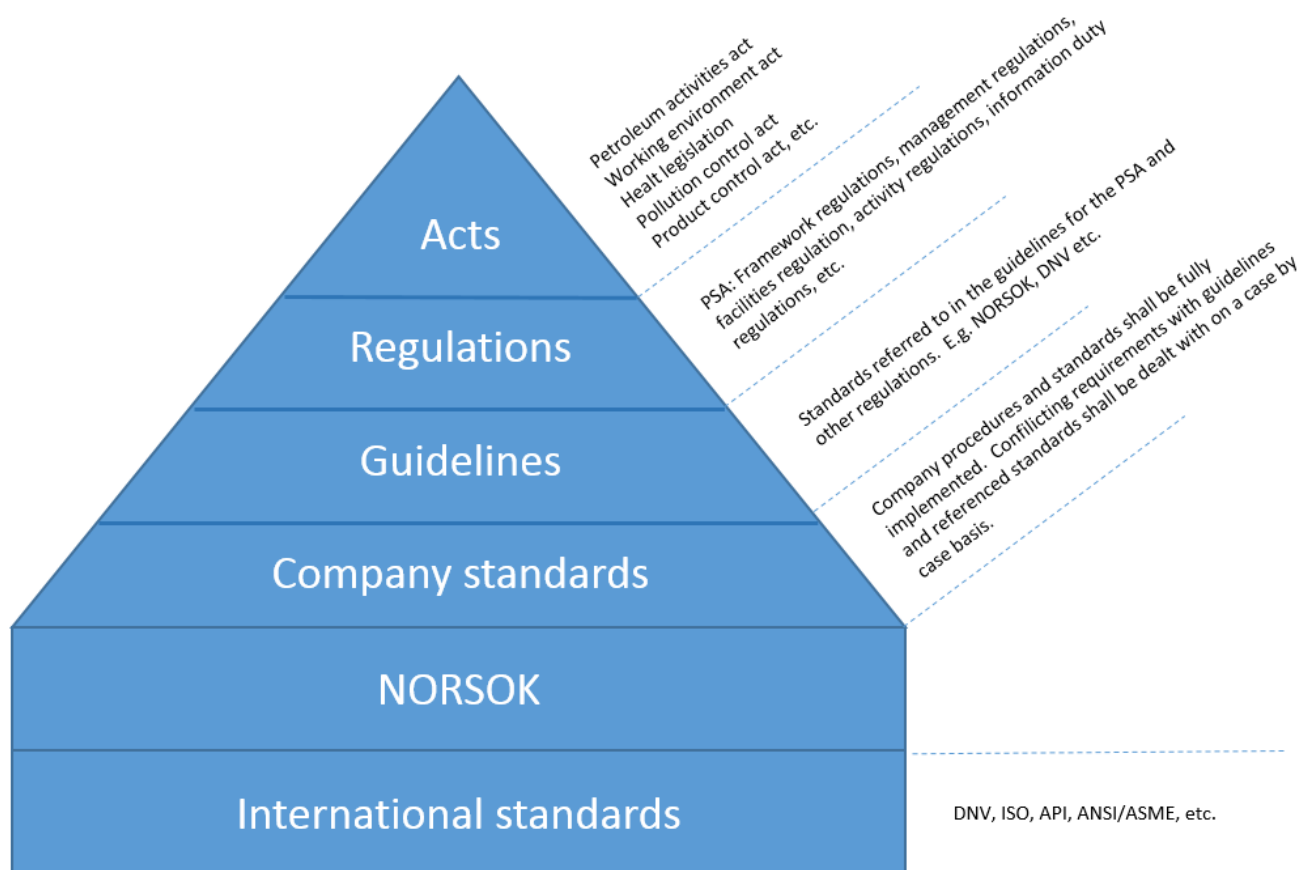 Acts
Petroleum activities act
Working environment act
Healt legislation
Pollution control act
Product control act, etc.
Regulations
PSA: Framework regulations, management regulations,
facilities regulation, activity regulations, information duty
regulations, etc.
Guidelines
Standards referred to in the guidelines for the PSA and
other regulations.  E.g. NORSOK, DNV etc.
Company standards
Company procedures and standards shall be fully
implemented.  Confilicting requirements with guidelines
and referenced standards shall be dealt with on a case by
case basis.
NORSOK
International standards
DNV, ISO, API, ANSI/ASME, etc.